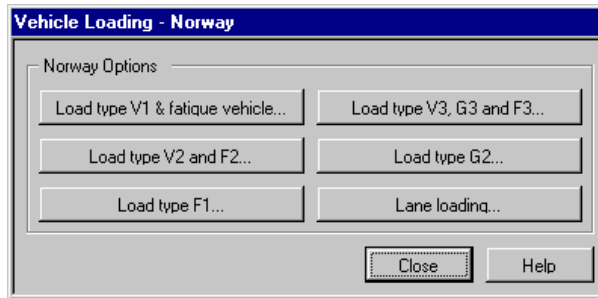 Vehicle Loading - Norway
Norway Options
Load type V1 & fatique vehicle...
Load type V3, G3 and F3...
Load type V2 and F2...
Load type G2...
Load type F1...
Lane loading...
Close
Help